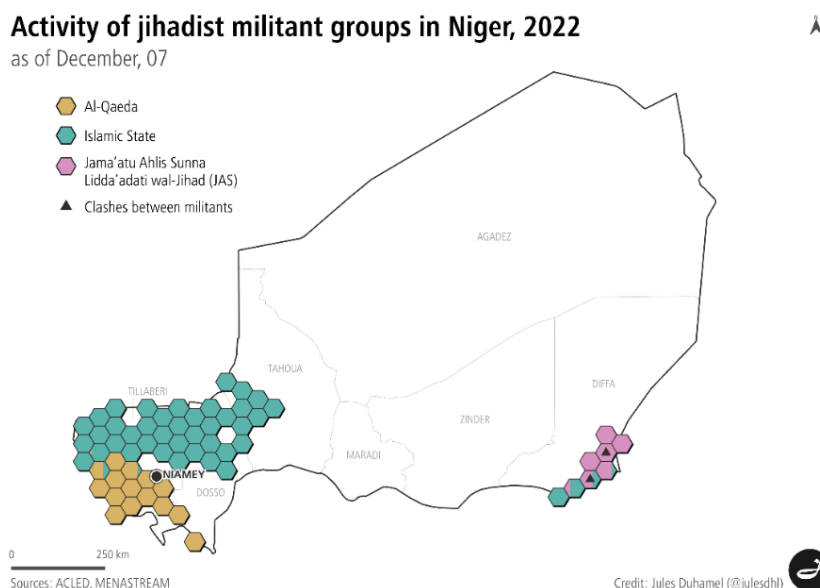 Activity of jihadist militant groups in Niger, 2022
as of December, 07
Al-Qaeda
Islamic State
Jama'atu Ahlis Sunna
Lidda'adati wal-Jihad (JAS)
Clashes between militants
AGADEZ
TAHOUA
DIFFA
TILLABERI
ZINDER
MARADI
NIAMEY
DOSSO
0 250 km
Sources: ACLED, MENASTREAM
Credit: Jules Duhamel (@julesdhl)